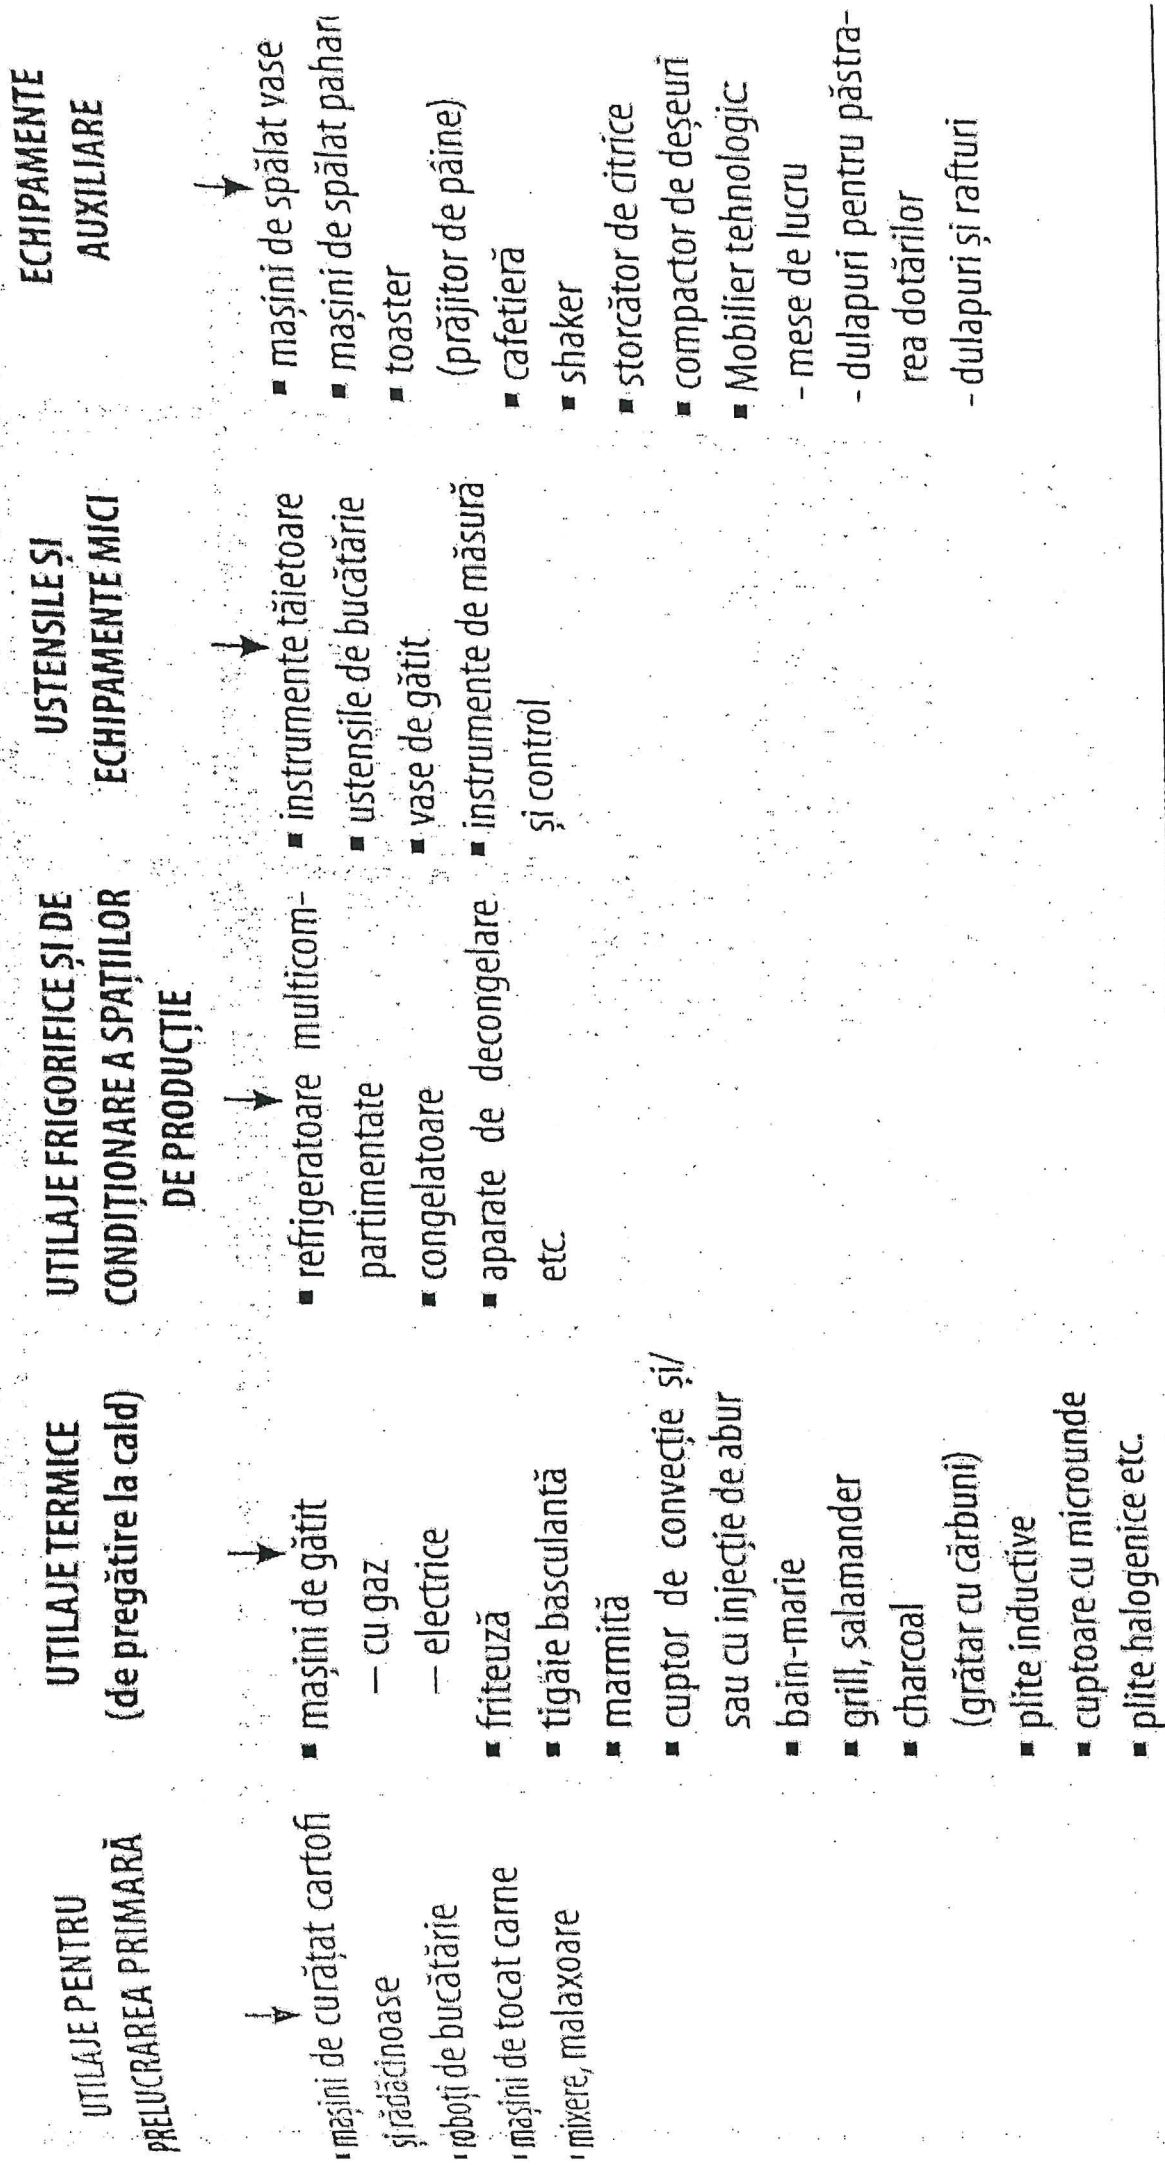 UTILAJE PENTRU
PRELUCRAREA PRIMARĂ
mașini de curățat cartofi
și rădăcinoase
roboți de bucătărie
mașini de tocat carne
mixere, malaxoare
UTILAJE TERMICE
(de pregătire la cald)
▪ mașini de gătit
— cu gaz
— electrice
▪ friteuză
▪ tigaie basculantă
▪ marmită
▪ cuptor de convecție și/
sau cu injecție de abur
▪ bain-marie
▪ grill, salamander
▪ charcoal
(grătar cu cărbuni)
▪ plite inductive
▪ cuptoare cu microunde
▪ plite halogenice etc.
UTILAJE FRIGORIFICE ȘI DE
CONDIȚIONARE A SPAȚIILOR
DE PRODUCȚIE
▪ refrigeratoare multicom-
partimentate
▪ congelatoare
▪ aparate de decongelare
etc.
USTENSILE ȘI
ECHIPAMENTE MICI
▪ instrumente tăietoare
▪ ustensile de bucătărie
▪ vase de gătit
▪ instrumente de măsură
și control
ECHIPAMENTE
AUXILIARE
▪ mașini de spălat vase
▪ mașini de spălat pahare
▪ toaster
(prăjitor de pâine)
▪ cafetieră
▪ shaker
▪ storcător de citrice
▪ compactor de deșeuri
▪ Mobilier tehnologic:
- mese de lucru
- dulapuri pentru păstra-
rea dotărilor
- dulapuri și rafturi